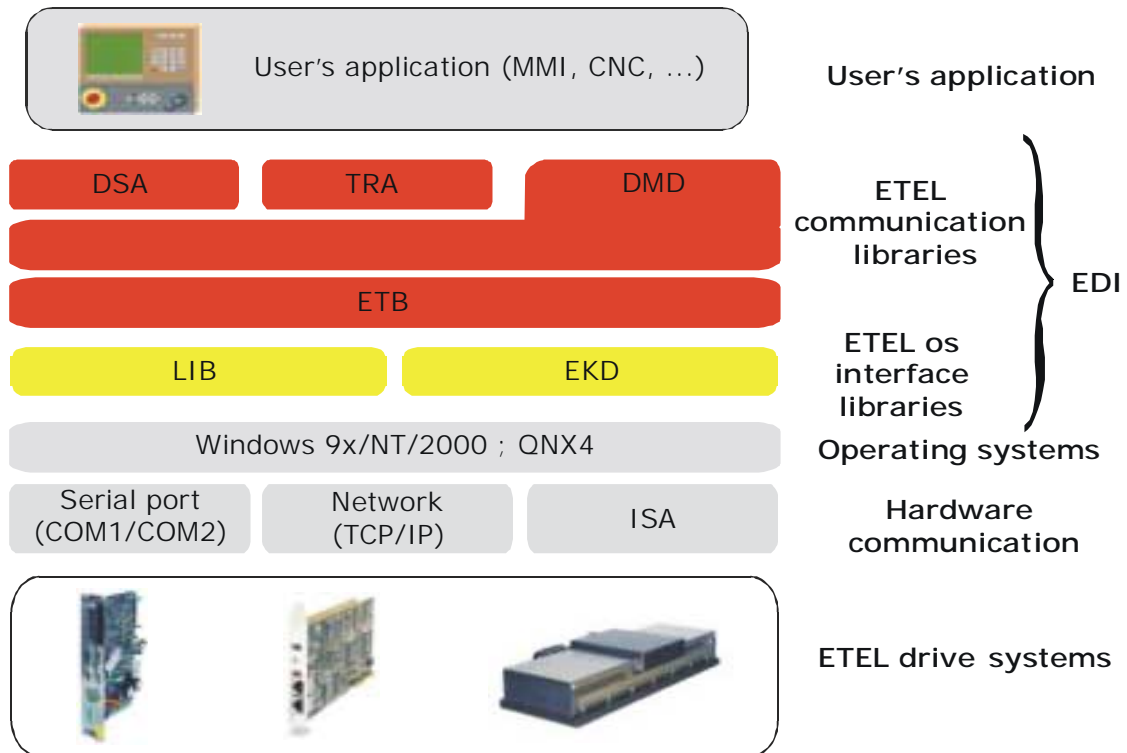 User's application (MMI, CNC, ...)
User's application
DSA
TRA
DMD
ETEL
communication
libraries
EDI
ETB
LIB
EKD
ETEL os
interface
libraries
Windows 9x/NT/2000 ; QNX4
Operating systems
Serial port
(COM1/COM2)
Network
(TCP/IP)
ISA
Hardware
communication
ETEL drive systems